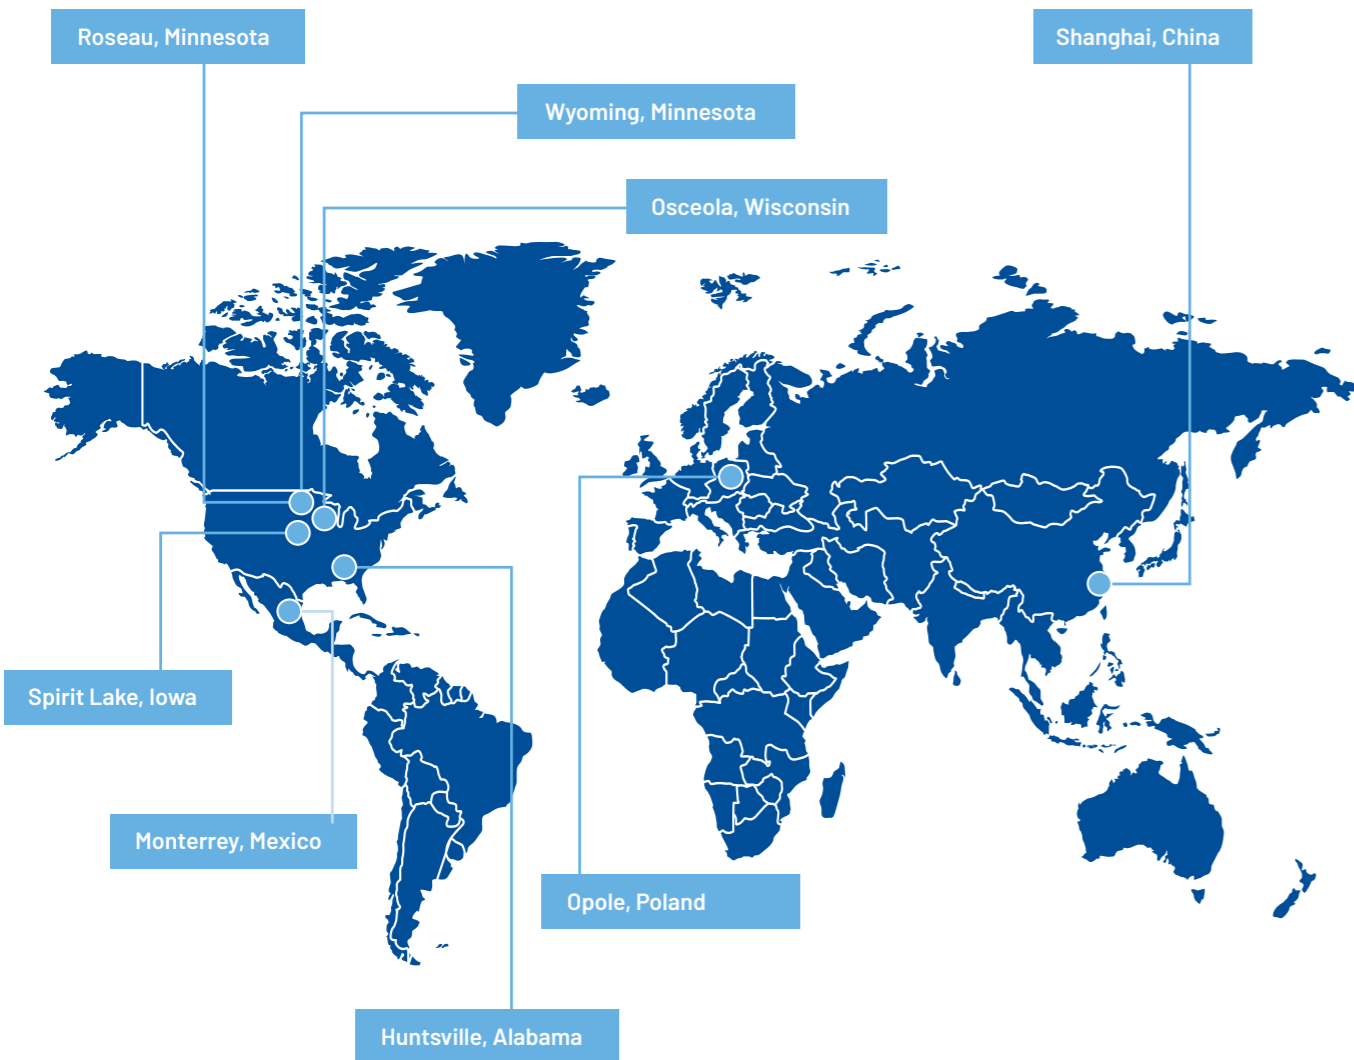 Roseau, Minnesota
Shanghai, China
Wyoming, Minnesota
Osceola, Wisconsin
Spirit Lake, Iowa
Monterrey, Mexico
Opole, Poland
Huntsville, Alabama